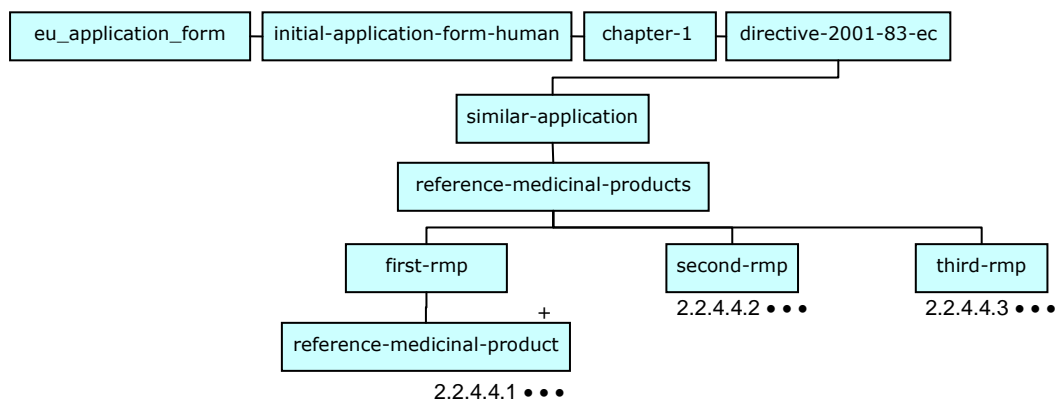 eu_application_form initial-application-form-human chapter-1 directive-2001-83-ec
similar-application
reference-medicinal-products
first-rmp second-rmp third-rmp
2.2.4.4.2 ●●● 2.2.4.4.3 ●●●
+
reference-medicinal-product
2.2.4.4.1 ●●●